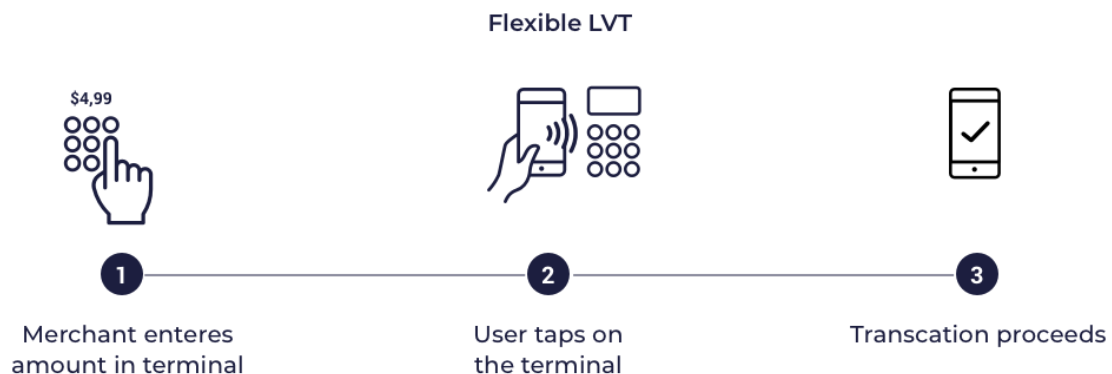 Flexible LVT
$4,99
1
2
3
Merchant enteres
amount in terminal
User taps on
the terminal
Transcation proceeds